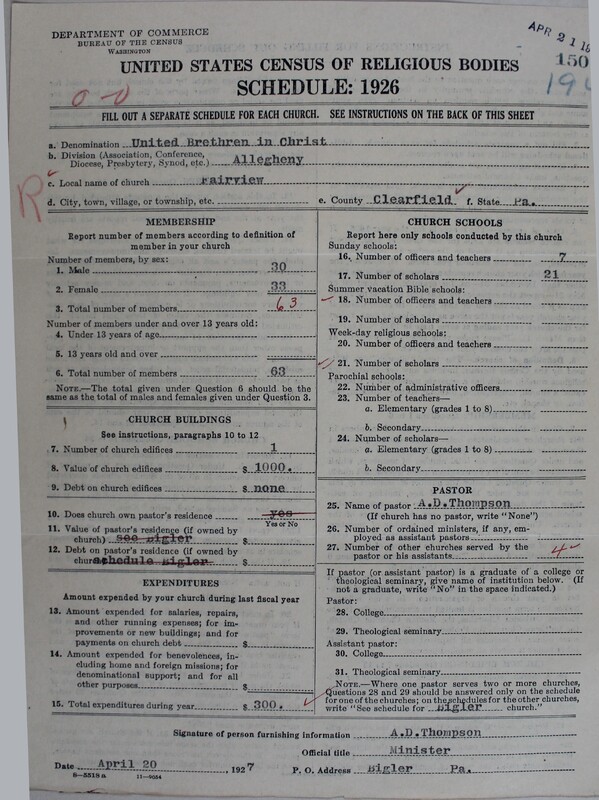 DEPARTMENT OF COMMERCE
BUREAU OF THE CENSUS
WASHINGTON
APR 21 19
150
UNITED STATES CENSUS OF RELIGIOUS BODIES
SCHEDULE: 1926
FILL OUT A SEPARATE SCHEDULE FOR EACH CHURCH. SEE INSTRUCTIONS ON THE BACK OF THIS SHEET
a. Denomination United Brethren in Christ
b. Division (Association, Conference,
Diocese, Presbytery, Synod, etc.) Allegheny
c. Local name of church Fairview
R
d. City, town, village, or township, etc.
e. County Clearfield f. State Pa.
MEMBERSHIP
Report number of members according to definition of
member in your church
Number of members, by sex:
1. Male 30
2. Female 33
3. Total number of members 63
Number of members under and over 13 years old:
4. Under 13 years of age
5. 13 years old and over
6. Total number of members 63
NOTE.—The total given under Question 6 should be the
same as the total of males and females given under Question 3.
CHURCH BUILDINGS
See instructions, paragraphs 10 to 12
7. Number of church edifices 1
8. Value of church edifices $ 1000.
9. Debt on church edifices $ none
10. Does church own pastor's residence yes
Yes or No
11. Value of pastor's residence (if owned by
church) see Bigler $
12. Debt on pastor's residence (if owned by
church) schedule Bigler $
EXPENDITURES
Amount expended by your church during last fiscal year
13. Amount expended for salaries, repairs,
and other running expenses; for im-
provements or new buildings; and for
payments on church debt $
14. Amount expended for benevolences, in-
cluding home and foreign missions; for
denominational support; and for all
other purposes $
15. Total expenditures during year $ 300.
CHURCH SCHOOLS
Report here only schools conducted by this church
Sunday schools:
16. Number of officers and teachers 7
17. Number of scholars 21
Summer vacation Bible schools:
18. Number of officers and teachers
19. Number of scholars
Week-day religious schools:
20. Number of officers and teachers
21. Number of scholars
Parochial schools:
22. Number of administrative officers
23. Number of teachers—
a. Elementary (grades 1 to 8)
b. Secondary
24. Number of scholars—
a. Elementary (grades 1 to 8)
b. Secondary
PASTOR
25. Name of pastor A.D.Thompson
(If church has no pastor, write "None")
26. Number of ordained ministers, if any, em-
ployed as assistant pastors
27. Number of other churches served by the
pastor or his assistants 4
If pastor (or assistant pastor) is a graduate of a college or
theological seminary, give name of institution below. (If
not a graduate, write "No" in the space indicated.)
Pastor:
28. College
29. Theological seminary
Assistant pastor:
30. College
31. Theological seminary
NOTE.—Where one pastor serves two or more churches,
Questions 28 and 29 should be answered only on the schedule
for one of the churches; on the schedules for the other churches,
write "See schedule for Bigler church."
Signature of person furnishing information A.D.Thompson
Official title Minister
Date April 20, 1927 P. O. Address Bigler Pa.
6—5518a 11—9054